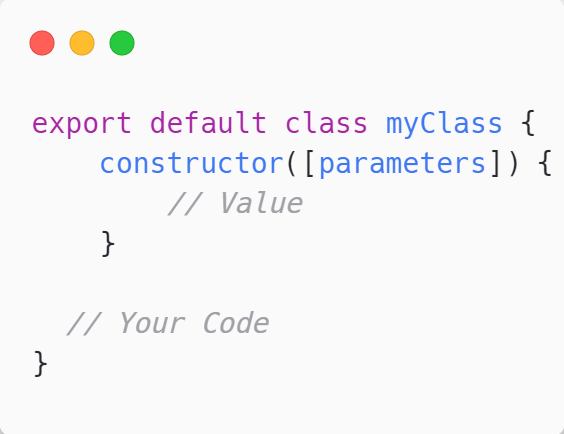 export default class myClass {
    constructor([parameters]) {
        // Value
    }

  // Your Code
}